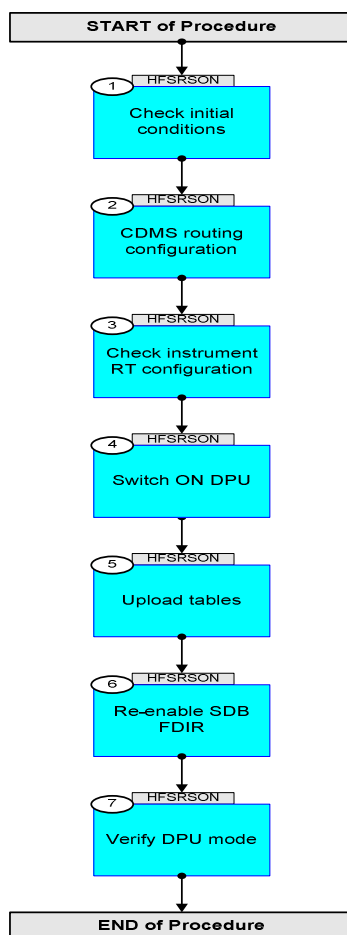 START of Procedure
HFSRSON
1
Check initial
conditions
HFSRSON
2
CDMS routing
configuration
HFSRSON
3
Check instrument
RT configuration
HFSRSON
4
Switch ON DPU
HFSRSON
5
Upload tables
HFSRSON
6
Re-enable SDB
FDIR
HFSRSON
7
Verify DPU mode
END of Procedure